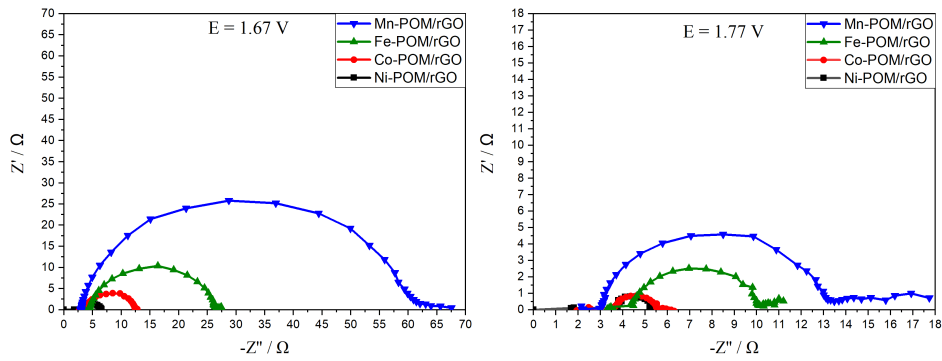 E = 1.67 V
Mn-POM/rGO
Fe-POM/rGO
Co-POM/rGO
Ni-POM/rGO
Z' / Ω
70
65
60
55
50
45
40
35
30
25
20
15
10
5
0
0 5 10 15 20 25 30 35 40 45 50 55 60 65 70
-Z" / Ω
E = 1.77 V
Mn-POM/rGO
Fe-POM/rGO
Co-POM/rGO
Ni-POM/rGO
Z' / Ω
18
17
16
15
14
13
12
11
10
9
8
7
6
5
4
3
2
1
0
0 1 2 3 4 5 6 7 8 9 10 11 12 13 14 15 16 17 18
-Z" / Ω